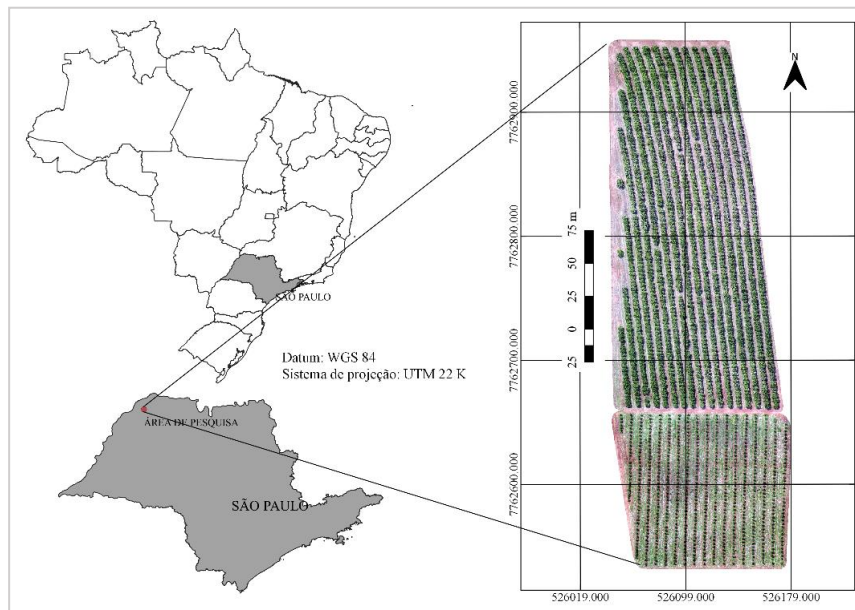 N
7762900.000
7762800.000
7762700.000
7762600.000
75 m
50
25
0
25
SÃO PAULO
Datum: WGS 84
Sistema de projeção: UTM 22 K
ÁREA DE PESQUISA
SÃO PAULO
526019.000
526099.000
526179.000